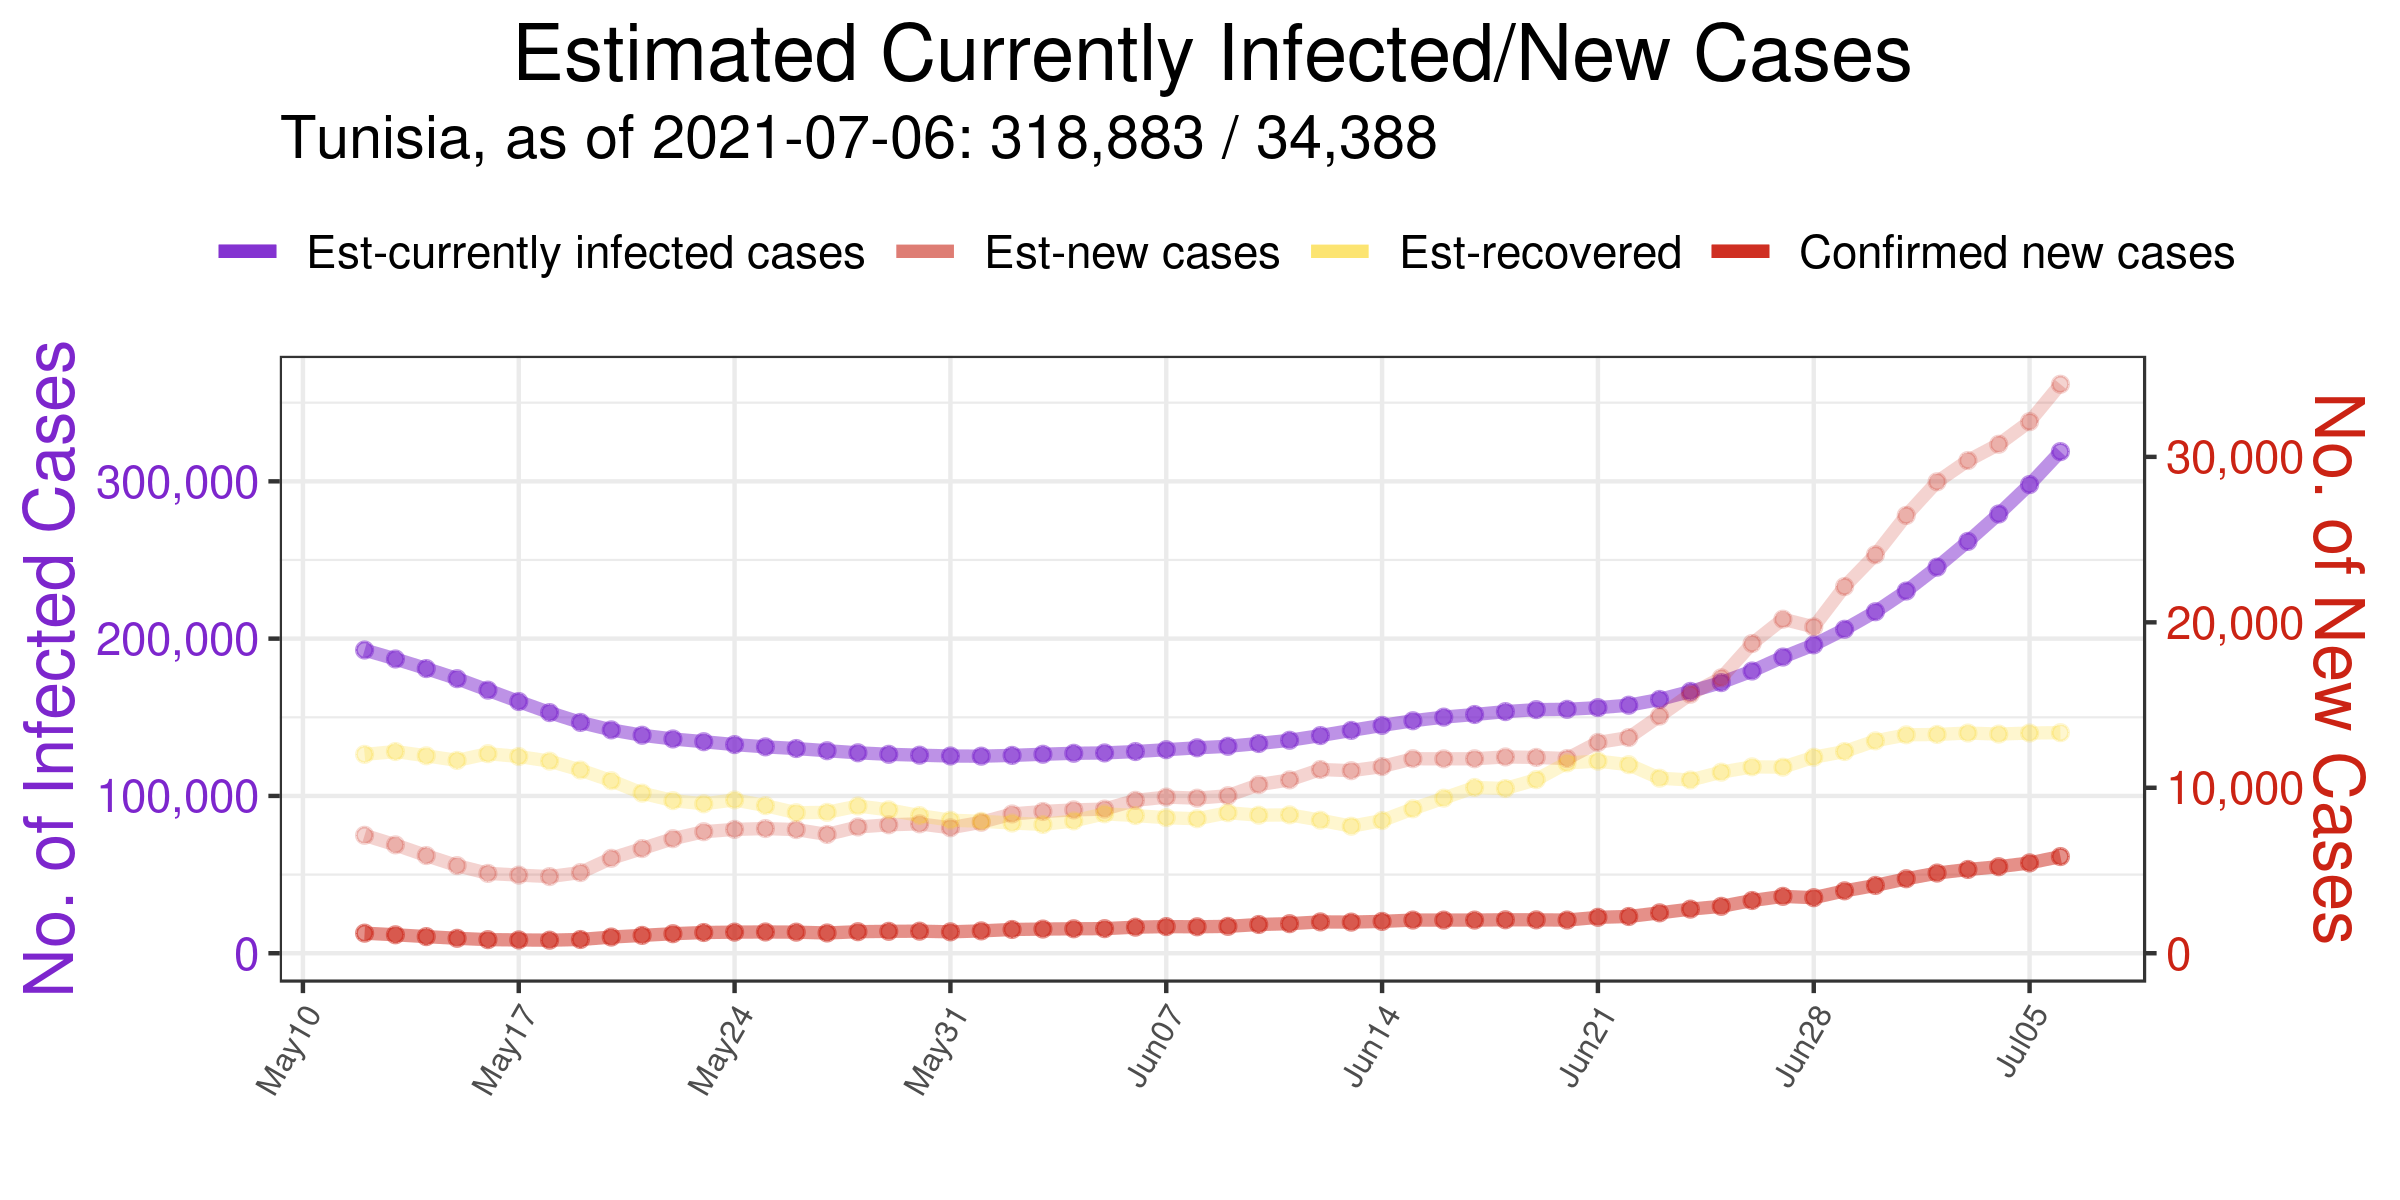 Estimated Currently Infected/New Cases
Tunisia, as of 2021-07-06: 318,883 / 34,388
Est-currently infected cases Est-new cases Est-recovered Confirmed new cases
No. of Infected Cases
300,000
200,000
100,000
0
30,000
20,000
10,000
0
No. of New Cases
May10 May17 May24 May31 Jun07 Jun14 Jun21 Jun28 Jul05